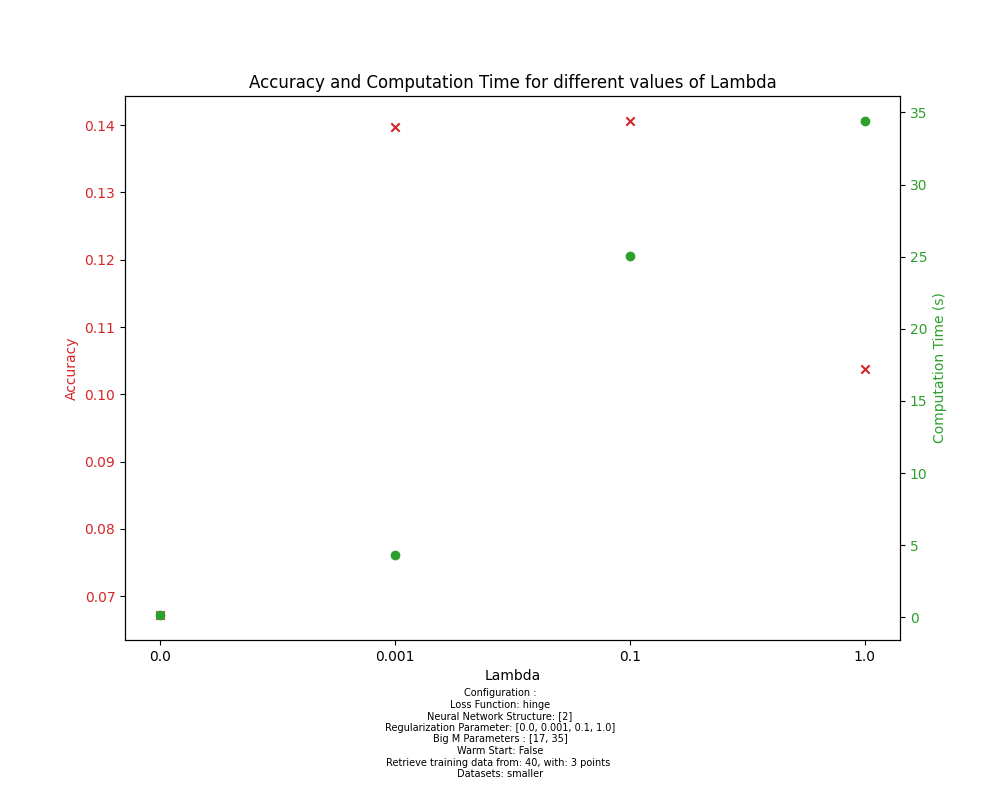 Accuracy and Computation Time for different values of Lambda
0.14
0.13
0.12
0.11
0.10
0.09
0.08
0.07
Accuracy
35
30
25
20
15
10
5
0
Computation Time (s)
0.0 0.001 0.1 1.0
Lambda
Configuration :
Loss Function: hinge
Neural Network Structure: [2]
Regularization Parameter: [0.0, 0.001, 0.1, 1.0]
Big M Parameters : [17, 35]
Warm Start: False
Retrieve training data from: 40, with: 3 points
Datasets: smaller